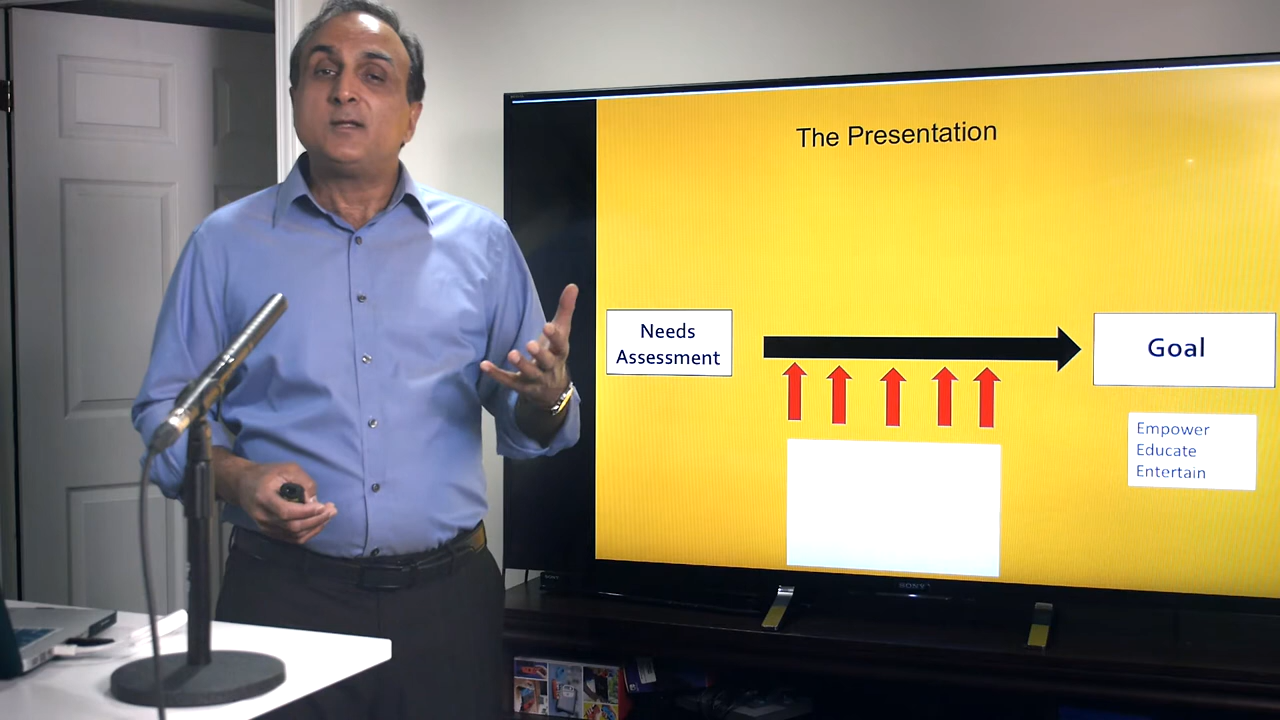 The Presentation
Needs
Assessment
Goal
Empower
Educate
Entertain
SONY